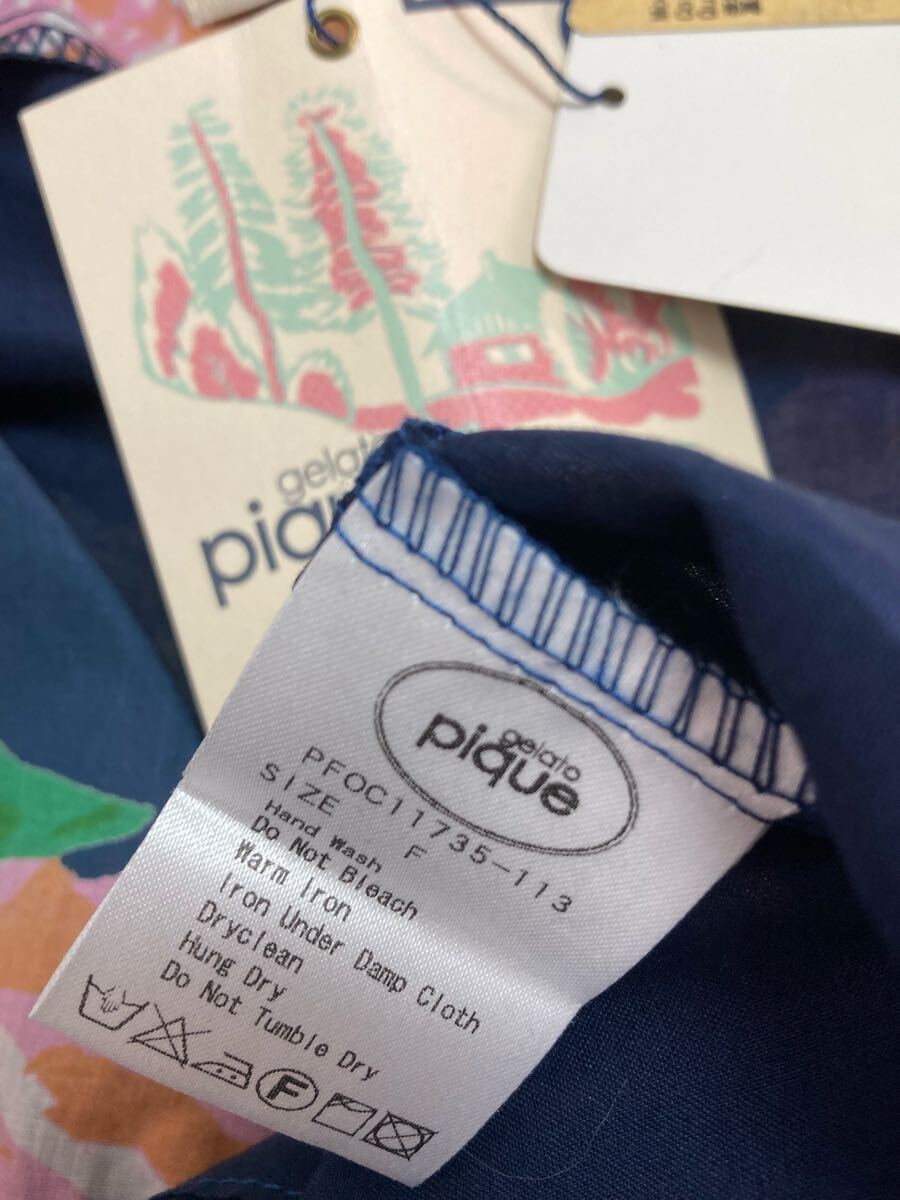 gelato
pique
gelato
pique
PFOC11735-113
SIZE F
Hand Wash
Do Not Bleach
Warm Iron
Iron Under Damp Cloth
Dryclean
Hung Dry
Do Not Tumble Dry
F